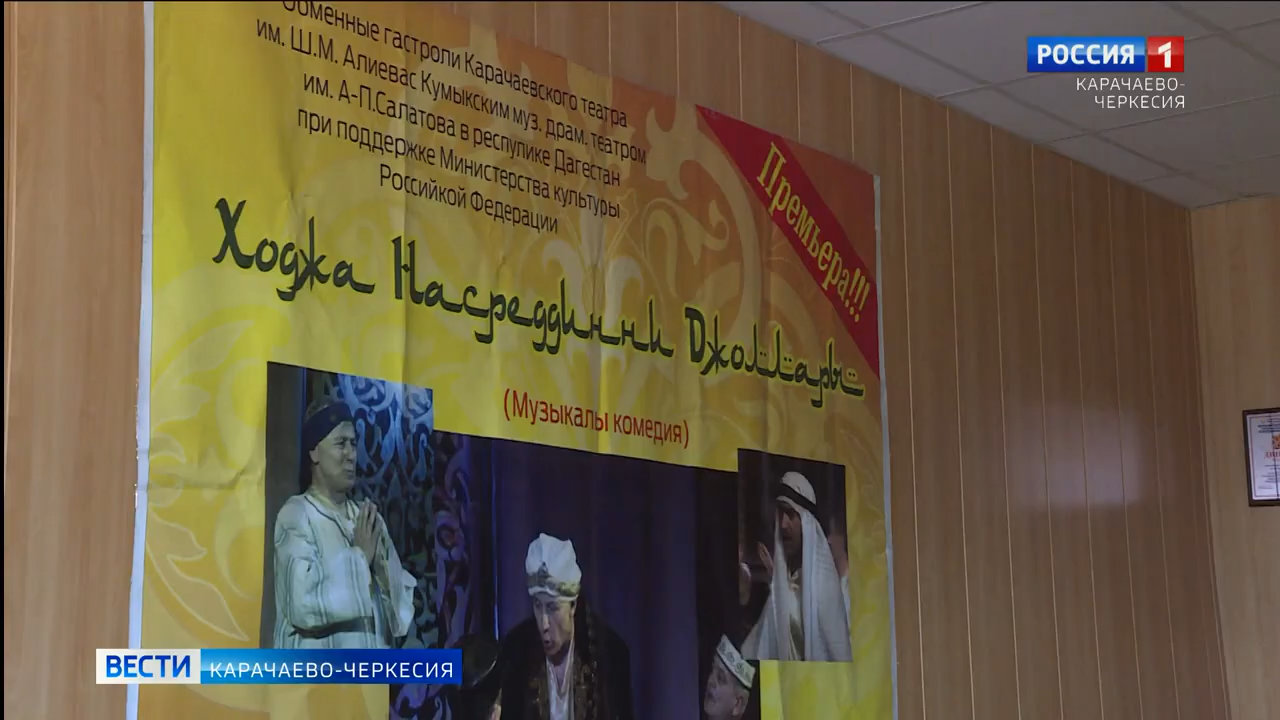 Обменные гастроли Карачаевского театра
им. Ш.М. Алиевас Кумыкским муз. драм. театром
им. А-П.Салатова в респулике Дагестан
при поддержке Министерства культуры
Российкой Федерации
Премьера!!!
Ходжа Насреддинни Джоллары
(Музыкалы комедия)
РОССИЯ 1
КАРАЧАЕВО-
ЧЕРКЕСИЯ
ВЕСТИ КАРАЧАЕВО-ЧЕРКЕСИЯ